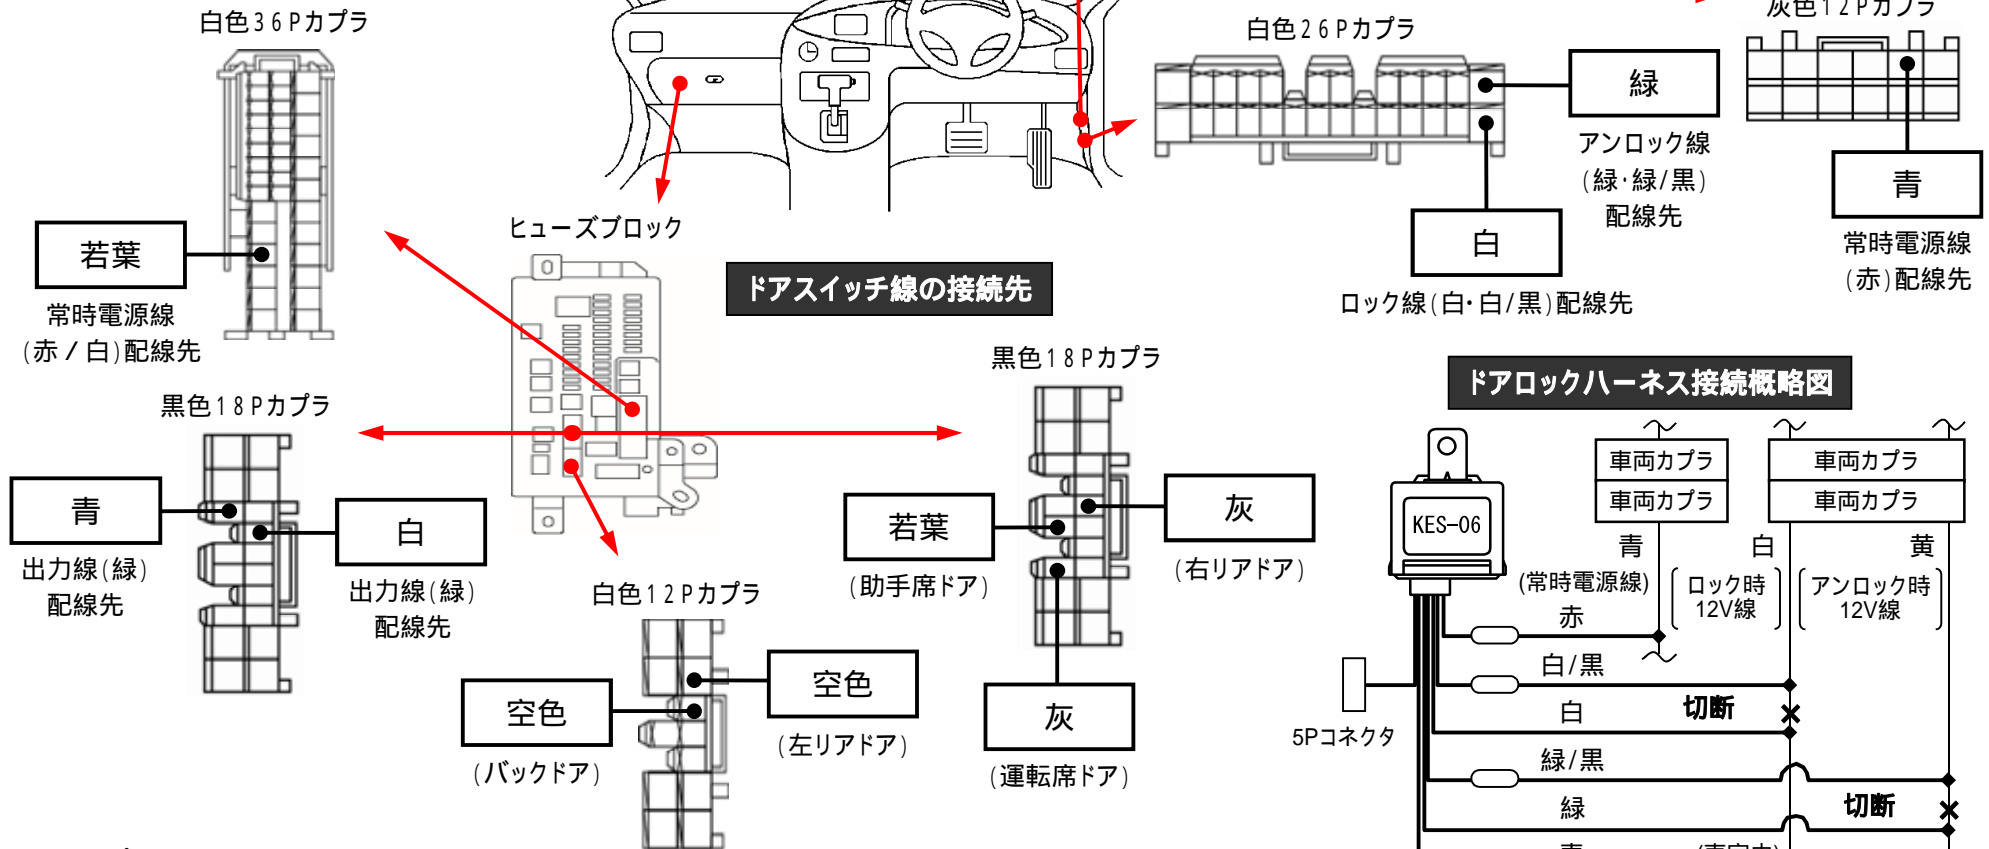 白色36Pカプラ
若葉
常時電源線
(赤/白)配線先
ヒューズブロック
白色26Pカプラ
緑
アンロック線
(緑・緑/黒)
配線先
白
ロック線(白・白/黒)配線先
灰色12Pカプラ
青
常時電源線
(赤)配線先
ドアスイッチ線の接続先
黒色18Pカプラ
青
出力線(緑)
配線先
白
出力線(緑)
配線先
黒色18Pカプラ
若葉
(助手席ドア)
灰
(右リアドア)
灰
(運転席ドア)
白色12Pカプラ
空色
(バックドア)
空色
(左リアドア)
ドアロックハーネス接続概略図
車両カプラ
車両カプラ
車両カプラ
車両カプラ
KES-06
青
白
黄
(常時電源線)
ロック時
12V線
アンロック時
12V線
赤
白/黒
切断
白
5Pコネクタ
緑/黒
切断
緑